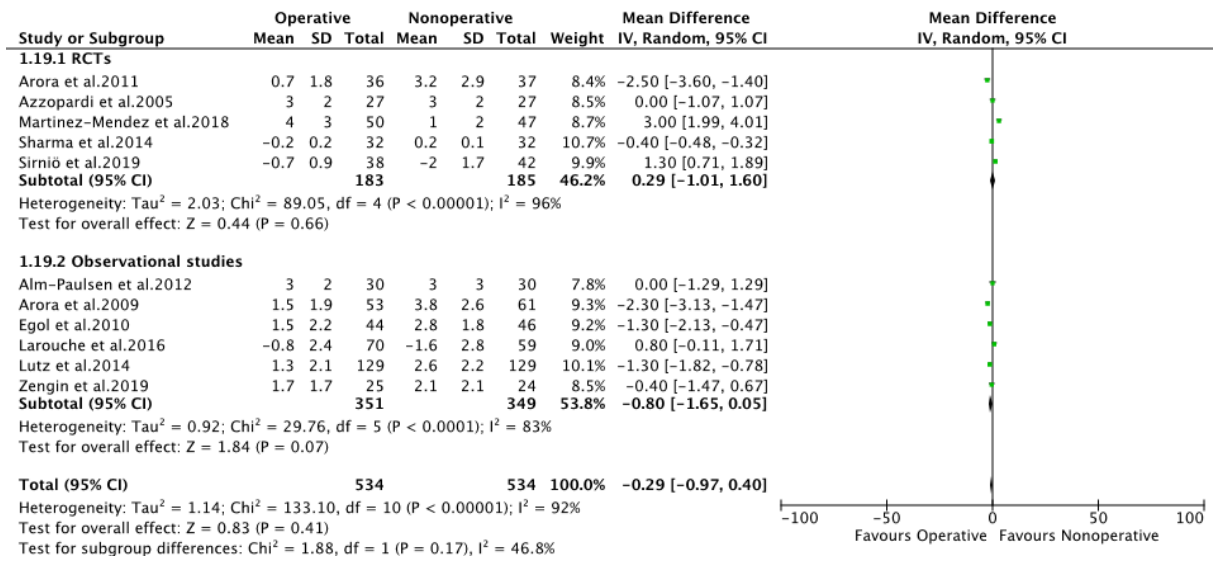 Operative Nonoperative Mean Difference Mean Difference
Study or Subgroup Mean SD Total Mean SD Total Weight IV, Random, 95% CI IV, Random, 95% CI
1.19.1 RCTs
Arora et al.2011 0.7 1.8 36 3.2 2.9 37 8.4% −2.50 [−3.60, −1.40]
Azzopardi et al.2005 3 2 27 3 2 27 8.5% 0.00 [−1.07, 1.07]
Martinez–Mendez et al.2018 4 3 50 1 2 47 8.7% 3.00 [1.99, 4.01]
Sharma et al.2014 −0.2 0.2 32 0.2 0.1 32 10.7% −0.40 [−0.48, −0.32]
Sirniö et al.2019 −0.7 0.9 38 −2 1.7 42 9.9% 1.30 [0.71, 1.89]
Subtotal (95% CI) 183 185 46.2% 0.29 [−1.01, 1.60]
Heterogeneity: Tau² = 2.03; Chi² = 89.05, df = 4 (P < 0.00001); I² = 96%
Test for overall effect: Z = 0.44 (P = 0.66)
1.19.2 Observational studies
Alm–Paulsen et al.2012 3 2 30 3 3 30 7.8% 0.00 [−1.29, 1.29]
Arora et al.2009 1.5 1.9 53 3.8 2.6 61 9.3% −2.30 [−3.13, −1.47]
Egol et al.2010 1.5 2.2 44 2.8 1.8 46 9.2% −1.30 [−2.13, −0.47]
Larouche et al.2016 −0.8 2.4 70 −1.6 2.8 59 9.0% 0.80 [−0.11, 1.71]
Lutz et al.2014 1.3 2.1 129 2.6 2.2 129 10.1% −1.30 [−1.82, −0.78]
Zengin et al.2019 1.7 1.7 25 2.1 2.1 24 8.5% −0.40 [−1.47, 0.67]
Subtotal (95% CI) 351 349 53.8% −0.80 [−1.65, 0.05]
Heterogeneity: Tau² = 0.92; Chi² = 29.76, df = 5 (P < 0.0001); I² = 83%
Test for overall effect: Z = 1.84 (P = 0.07)
Total (95% CI) 534 534 100.0% −0.29 [−0.97, 0.40]
Heterogeneity: Tau² = 1.14; Chi² = 133.10, df = 10 (P < 0.00001); I² = 92%
Test for overall effect: Z = 0.83 (P = 0.41)
Test for subgroup differences: Chi² = 1.88, df = 1 (P = 0.17), I² = 46.8%
−100 −50 0 50 100
Favours Operative Favours Nonoperative